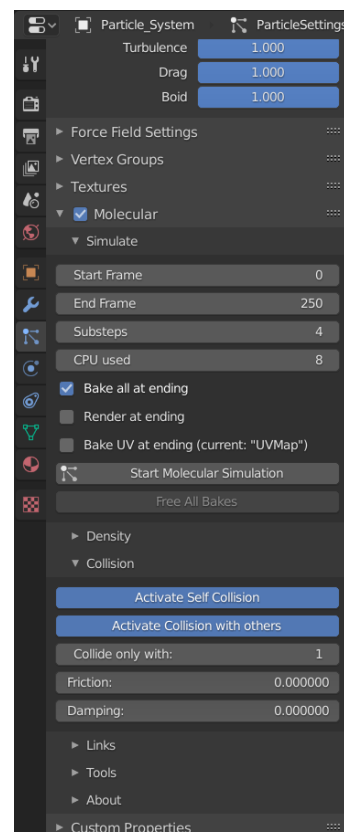 Particle_System ParticleSettings
Turbulence 1.000
Drag 1.000
Boid 1.000
Force Field Settings
Vertex Groups
Textures
Molecular
Simulate
Start Frame 0
End Frame 250
Substeps 4
CPU used 8
Bake all at ending
Render at ending
Bake UV at ending (current: "UVMap")
Start Molecular Simulation
Free All Bakes
Density
Collision
Activate Self Collision
Activate Collision with others
Collide only with: 1
Friction: 0.000000
Damping: 0.000000
Links
Tools
About
Custom Properties